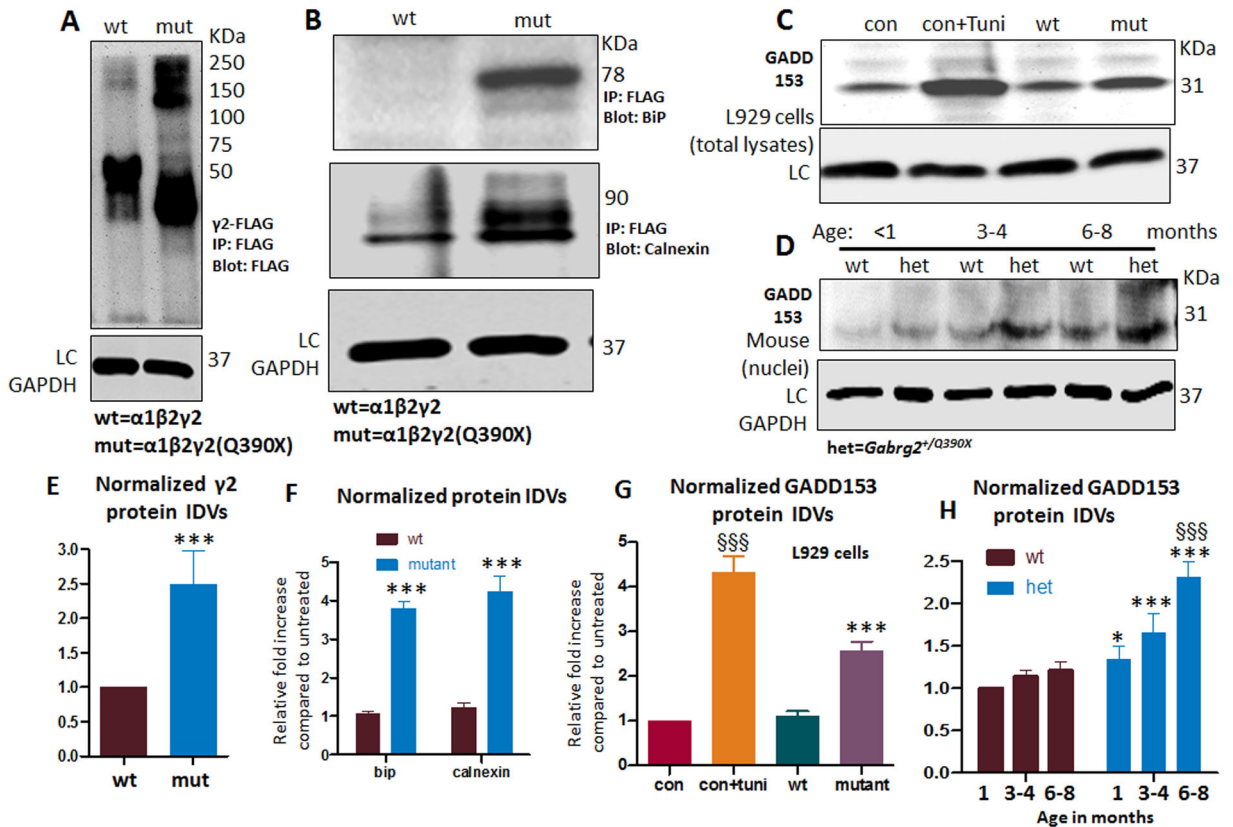 A
wt mut
KDa
250
150
100
75
50
γ2-FLAG
IP: FLAG
Blot: FLAG
LC
GAPDH
37
wt=α1β2γ2
mut=α1β2γ2(Q390X)
B
wt mut
KDa
78
IP: FLAG
Blot: BiP
90
IP: FLAG
Blot: Calnexin
LC
GAPDH
37
wt=α1β2γ2
mut=α1β2γ2(Q390X)
C
con con+Tuni wt mut
KDa
GADD
153
31
L929 cells
(total lysates)
LC
37
D
Age: <1 3-4 6-8 months
wt het wt het wt het
KDa
GADD
153
31
Mouse
(nuclei)
LC
GAPDH
37
het=Gabrg2+/Q390X
E
Normalized γ2
protein IDVs
***
3.0
2.5
2.0
1.5
1.0
0.5
0.0
wt mut
F
Normalized protein IDVs
wt
mutant
*** ***
Relative fold increase
compared to untreated
5
4
3
2
1
0
bip calnexin
G
Normalized GADD153
protein IDVs
L929 cells
§§§
***
Relative fold increase
compared to untreated
5
4
3
2
1
0
con con+tuni wt mutant
H
Normalized GADD153
protein IDVs
wt
het
§§§
***
***
*
2.5
2.0
1.5
1.0
0.5
0.0
1 3-4 6-8 1 3-4 6-8
Age in months